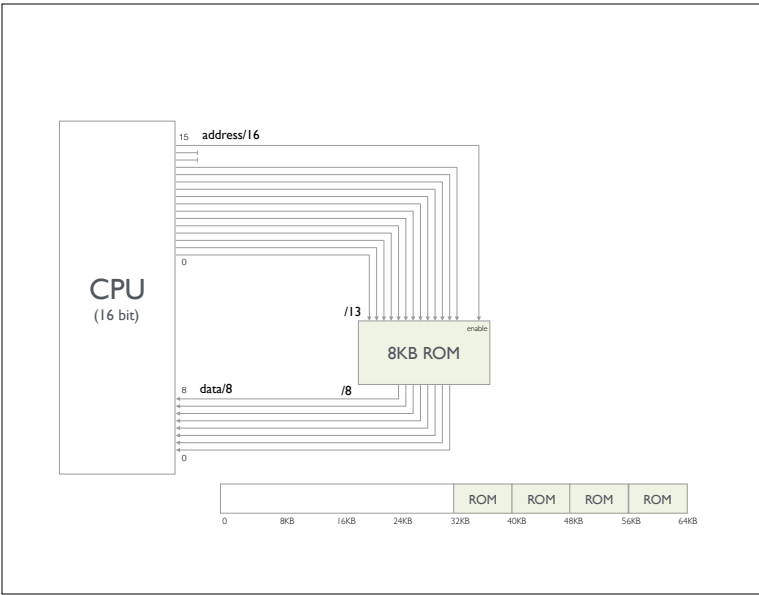 15 address/16
0
CPU
(16 bit)
/13
enable
8KB ROM
8 data/8 /8
0
ROM ROM ROM ROM
0 8KB 16KB 24KB 32KB 40KB 48KB 56KB 64KB